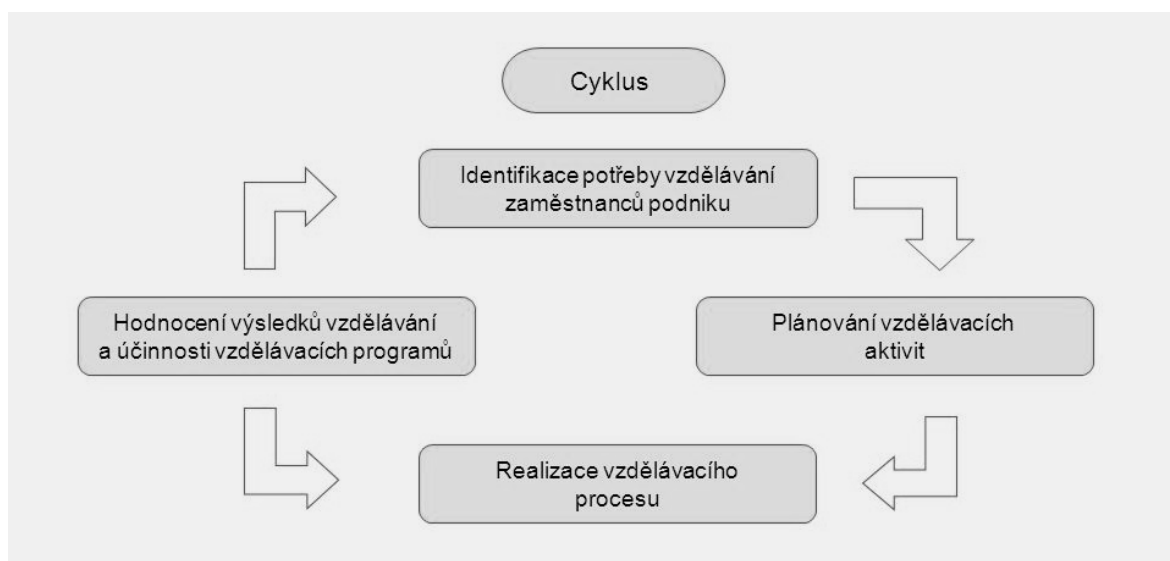 Cyklus
Identifikace potřeby vzdělávání
zaměstnanců podniku
Hodnocení výsledků vzdělávání
a účinnosti vzdělávacích programů
Plánování vzdělávacích
aktivit
Realizace vzdělávacího
procesu